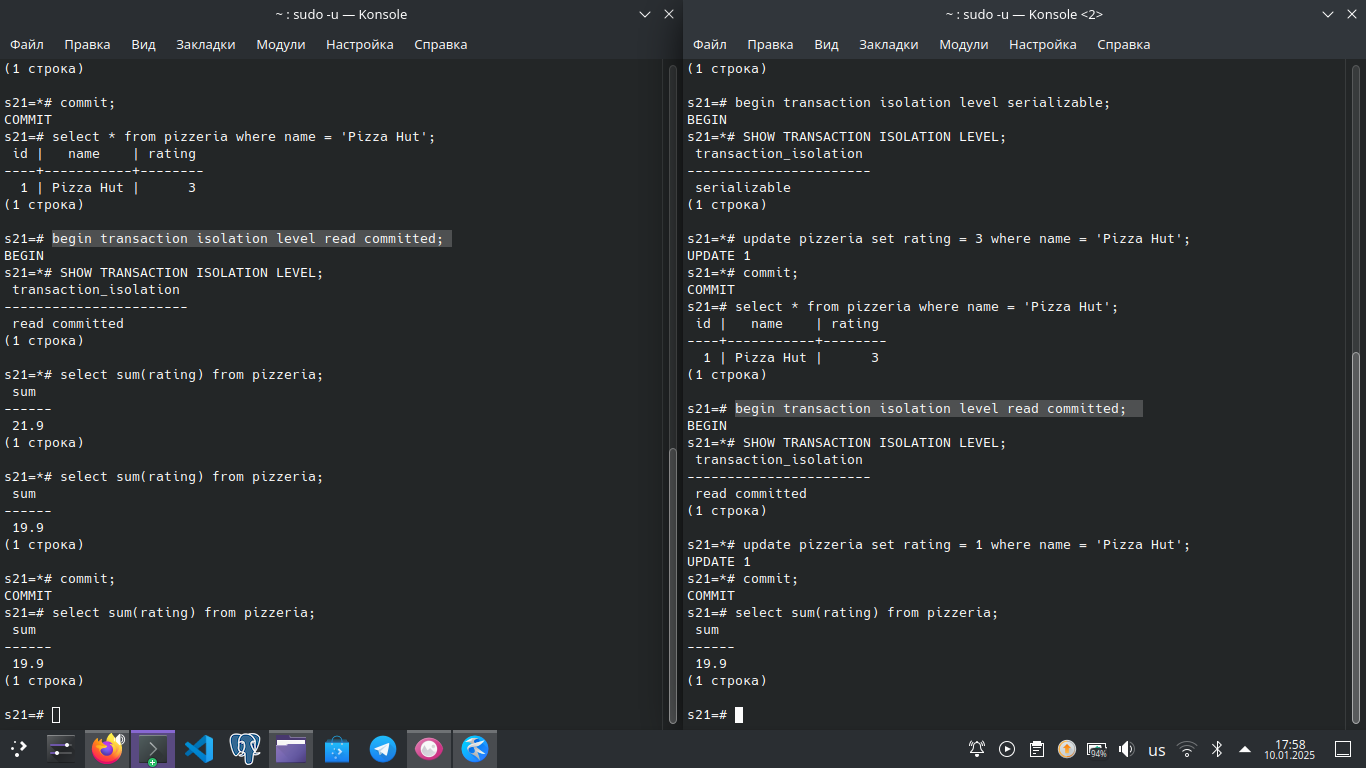 ~ : sudo -u — Konsole
Файл Правка Вид Закладки Модули Настройка Справка
(1 строка)

s21=*# commit;
COMMIT
s21=# select * from pizzeria where name = 'Pizza Hut';
 id |   name    | rating
----+-----------+--------
  1 | Pizza Hut |      3
(1 строка)

s21=# begin transaction isolation level read committed;
BEGIN
s21=*# SHOW TRANSACTION ISOLATION LEVEL;
 transaction_isolation
-----------------------
 read committed
(1 строка)

s21=*# select sum(rating) from pizzeria;
 sum
------
 21.9
(1 строка)

s21=*# select sum(rating) from pizzeria;
 sum
------
 19.9
(1 строка)

s21=*# commit;
COMMIT
s21=# select sum(rating) from pizzeria;
 sum
------
 19.9
(1 строка)

s21=#
~ : sudo -u — Konsole <2>
Файл Правка Вид Закладки Модули Настройка Справка
(1 строка)

s21=# begin transaction isolation level serializable;
BEGIN
s21=*# SHOW TRANSACTION ISOLATION LEVEL;
 transaction_isolation
-----------------------
 serializable
(1 строка)

s21=*# update pizzeria set rating = 3 where name = 'Pizza Hut';
UPDATE 1
s21=*# commit;
COMMIT
s21=# select * from pizzeria where name = 'Pizza Hut';
 id |   name    | rating
----+-----------+--------
  1 | Pizza Hut |      3
(1 строка)

s21=# begin transaction isolation level read committed;
BEGIN
s21=*# SHOW TRANSACTION ISOLATION LEVEL;
 transaction_isolation
-----------------------
 read committed
(1 строка)

s21=*# update pizzeria set rating = 1 where name = 'Pizza Hut';
UPDATE 1
s21=*# commit;
COMMIT
s21=# select sum(rating) from pizzeria;
 sum
------
 19.9
(1 строка)

s21=#
94%
us
17:58
10.01.2025